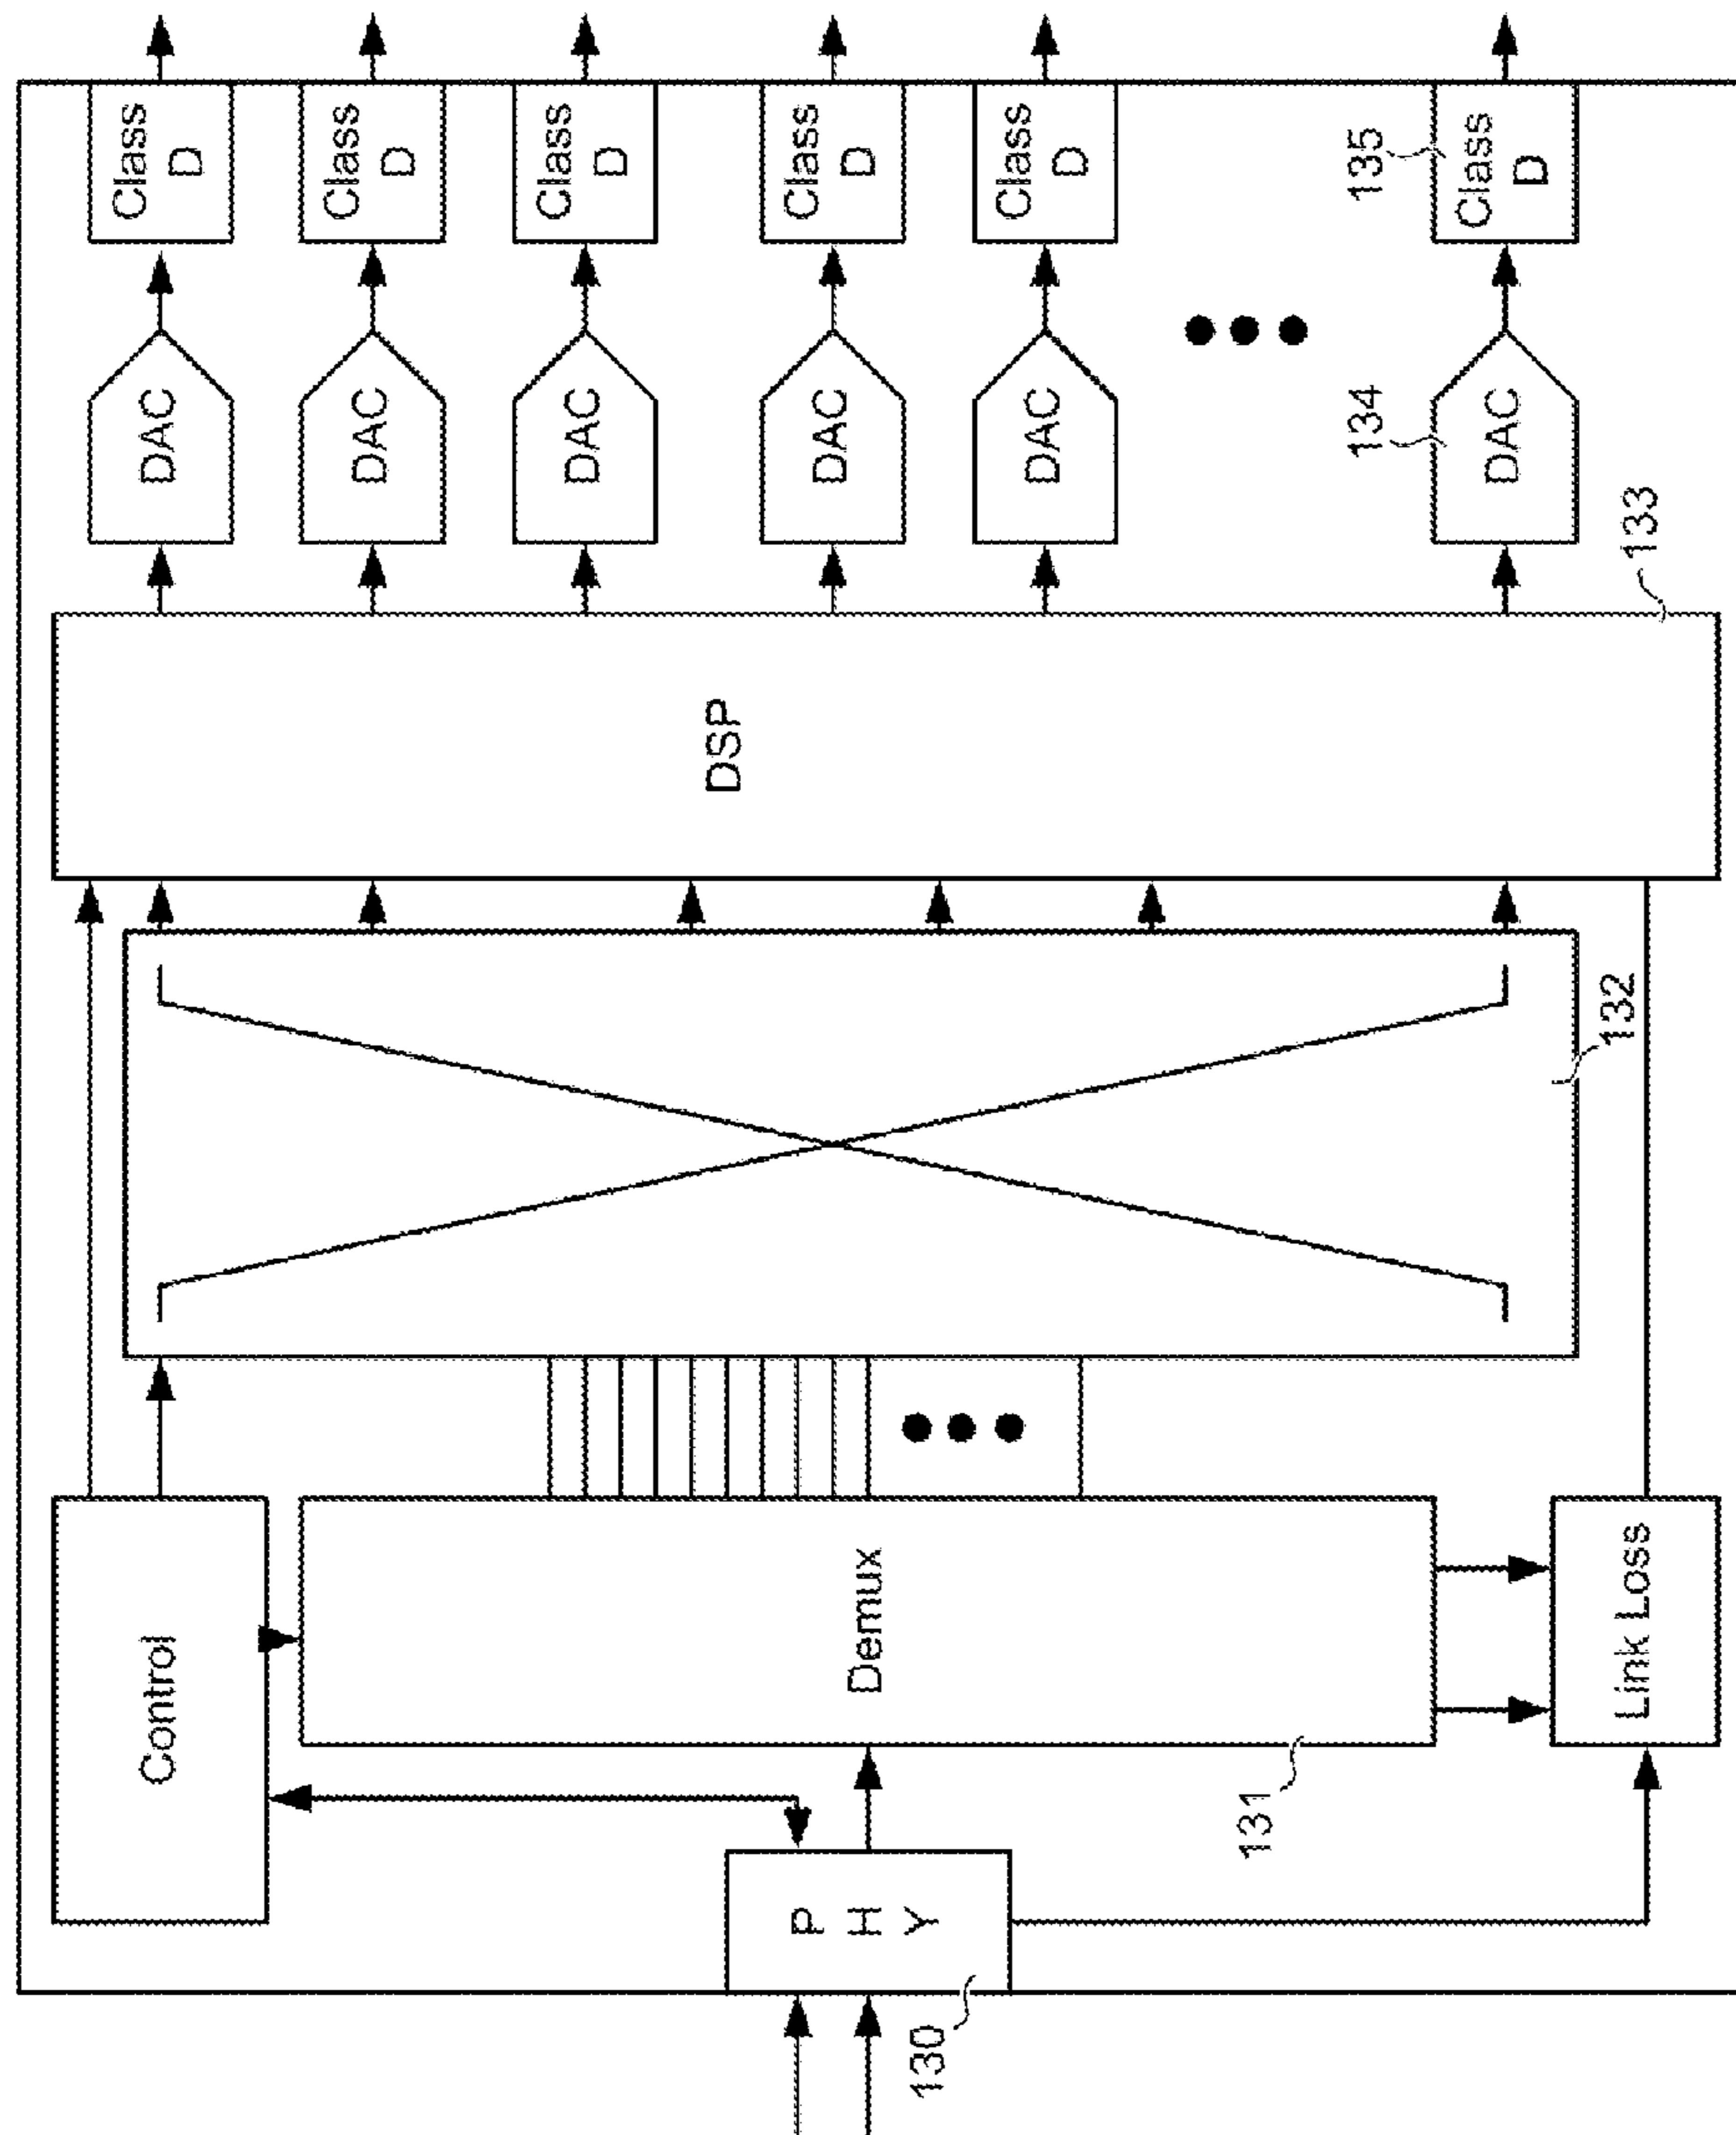 Control
P
H
Y
130
Demux
131
Link Loss
132
DSP
133
DAC
DAC
DAC
DAC
DAC
DAC
134
Class
D
Class
D
Class
D
Class
D
Class
D
Class
D
135